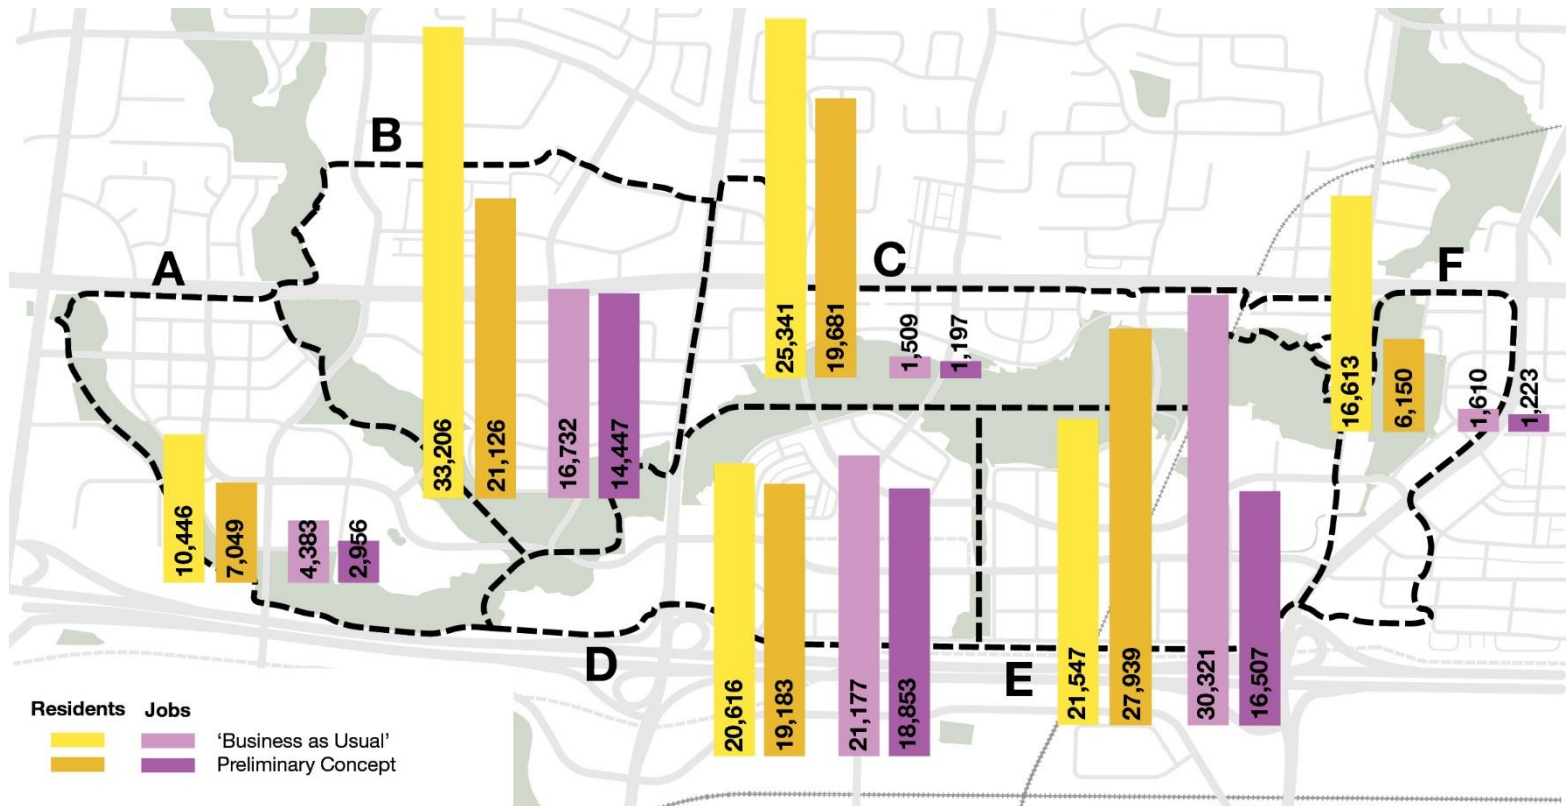 A
10,446
7,049
4,383
2,956
B
33,206
21,126
16,732
14,447
C
25,341
19,681
1,509
1,197
D
20,616
19,183
21,177
18,853
E
21,547
27,939
30,321
16,507
F
16,613
6,150
1,610
1,223
Residents Jobs
‘Business as Usual’
Preliminary Concept